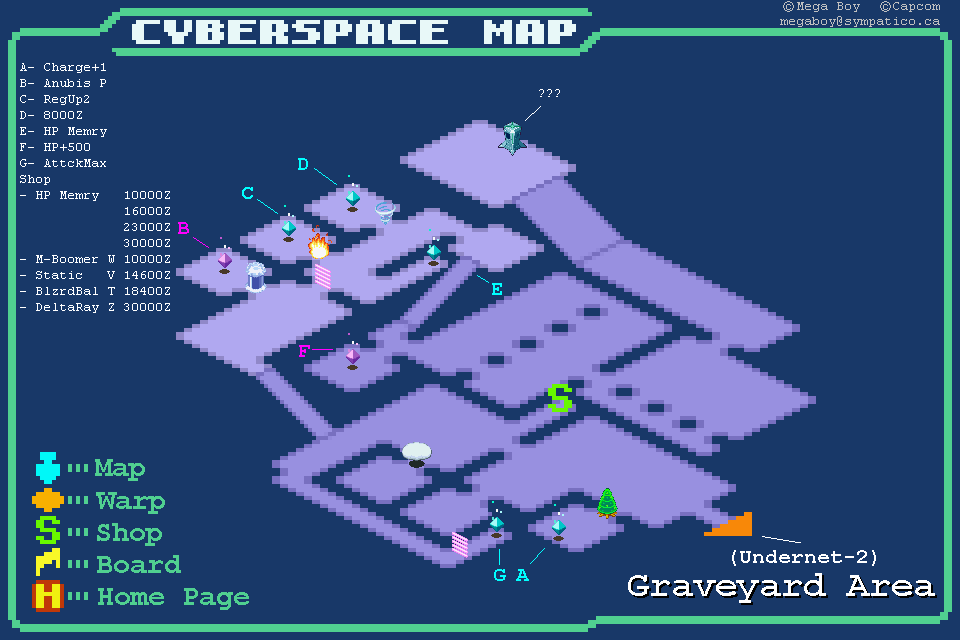 ©Mega Boy ©Capcom
megaboy@sympatico.ca
CYBERSPACE MAP
A- Charge+1
B- Anubis P
C- RegUp2
D- 8000Z
E- HP Memry
F- HP+500
G- AttckMax
Shop
- HP Memry 10000Z
16000Z
23000Z
30000Z
- M-Boomer W 10000Z
- Static V 14600Z
- BlzrdBal T 18400Z
- DeltaRay Z 30000Z
???
D
C
B
E
F
S
G A
Map
Warp
S Shop
Board
H Home Page
(Undernet-2)
Graveyard Area